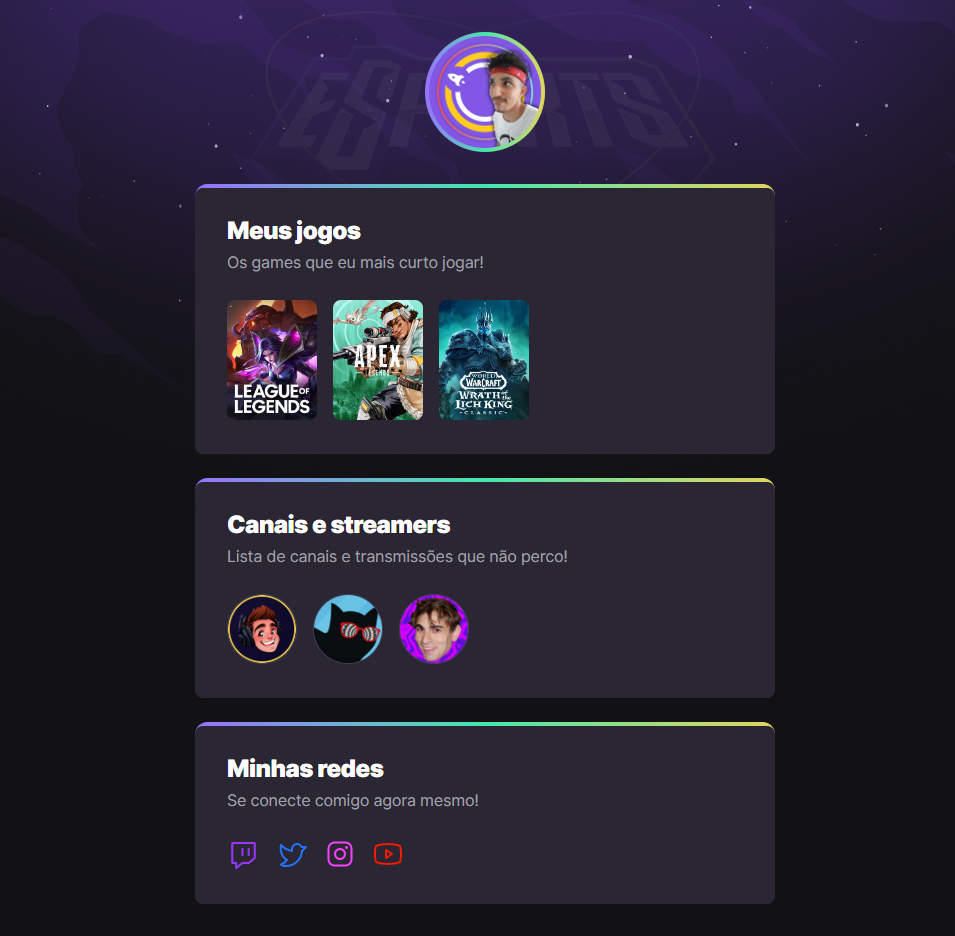 ESPORTS
Meus jogos
Os games que eu mais curto jogar!
LEAGUE OF
LEGENDS
APEX
LEGENDS
WORLD
WARCRAFT
WRATH of the
LICH KING
CLASSIC
Canais e streamers
Lista de canais e transmissões que não perco!
Minhas redes
Se conecte comigo agora mesmo!